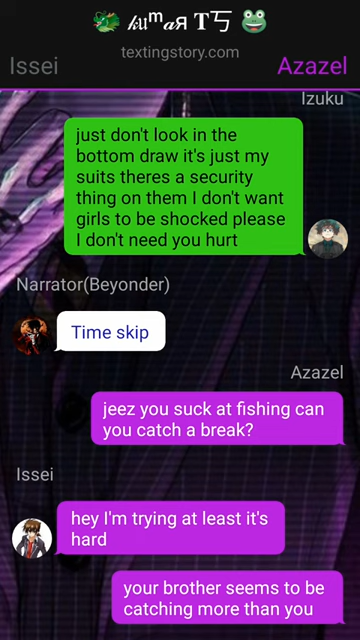 𝓀𝓊ᵐ𝒶Я 𝐓丂
textingstory.com
Issei
Azazel
Izuku
just don't look in the
bottom draw it's just my
suits theres a security
thing on them I don't want
girls to be shocked please
I don't need you hurt
Narrator(Beyonder)
Time skip
Azazel
jeez you suck at fishing can
you catch a break?
Issei
hey I'm trying at least it's
hard
your brother seems to be
catching more than you